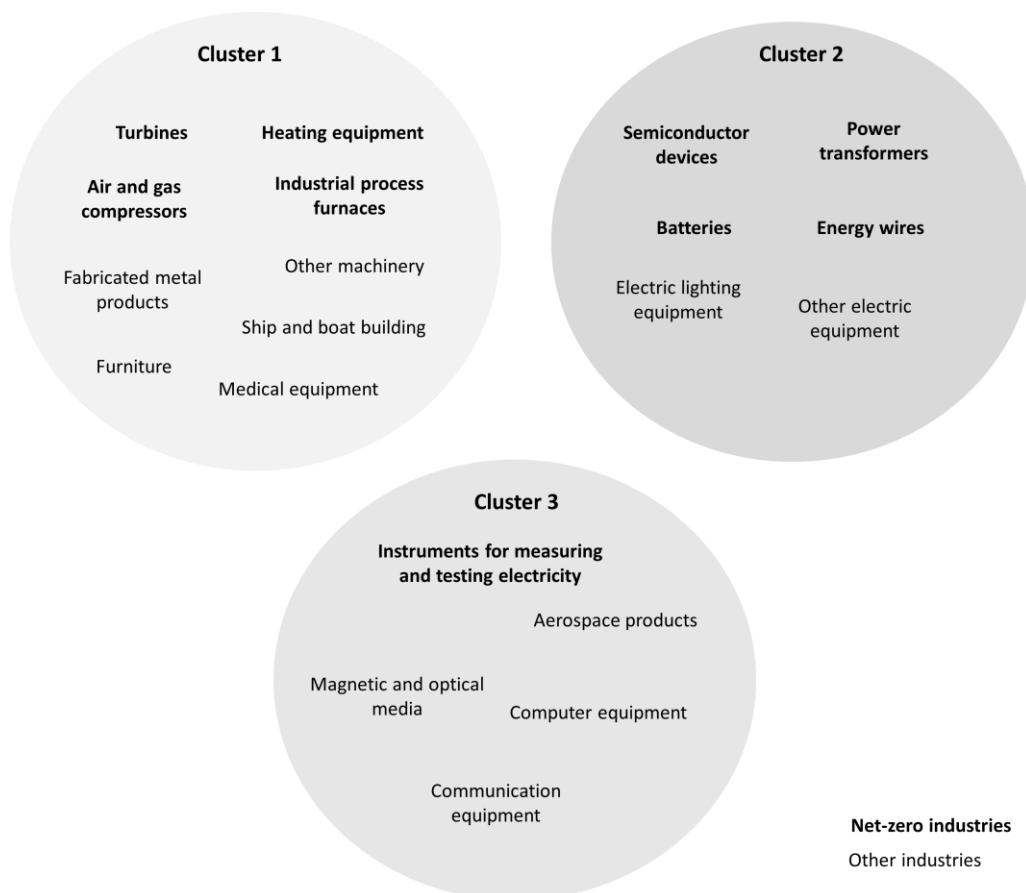 Cluster 1
Turbines
Heating equipment
Air and gas
compressors
Industrial process
furnaces
Fabricated metal
products
Other machinery
Ship and boat building
Furniture
Medical equipment
Cluster 2
Semiconductor
devices
Power
transformers
Batteries
Energy wires
Electric lighting
equipment
Other electric
equipment
Cluster 3
Instruments for measuring
and testing electricity
Aerospace products
Magnetic and optical
media
Computer equipment
Communication
equipment
Net-zero industries
Other industries